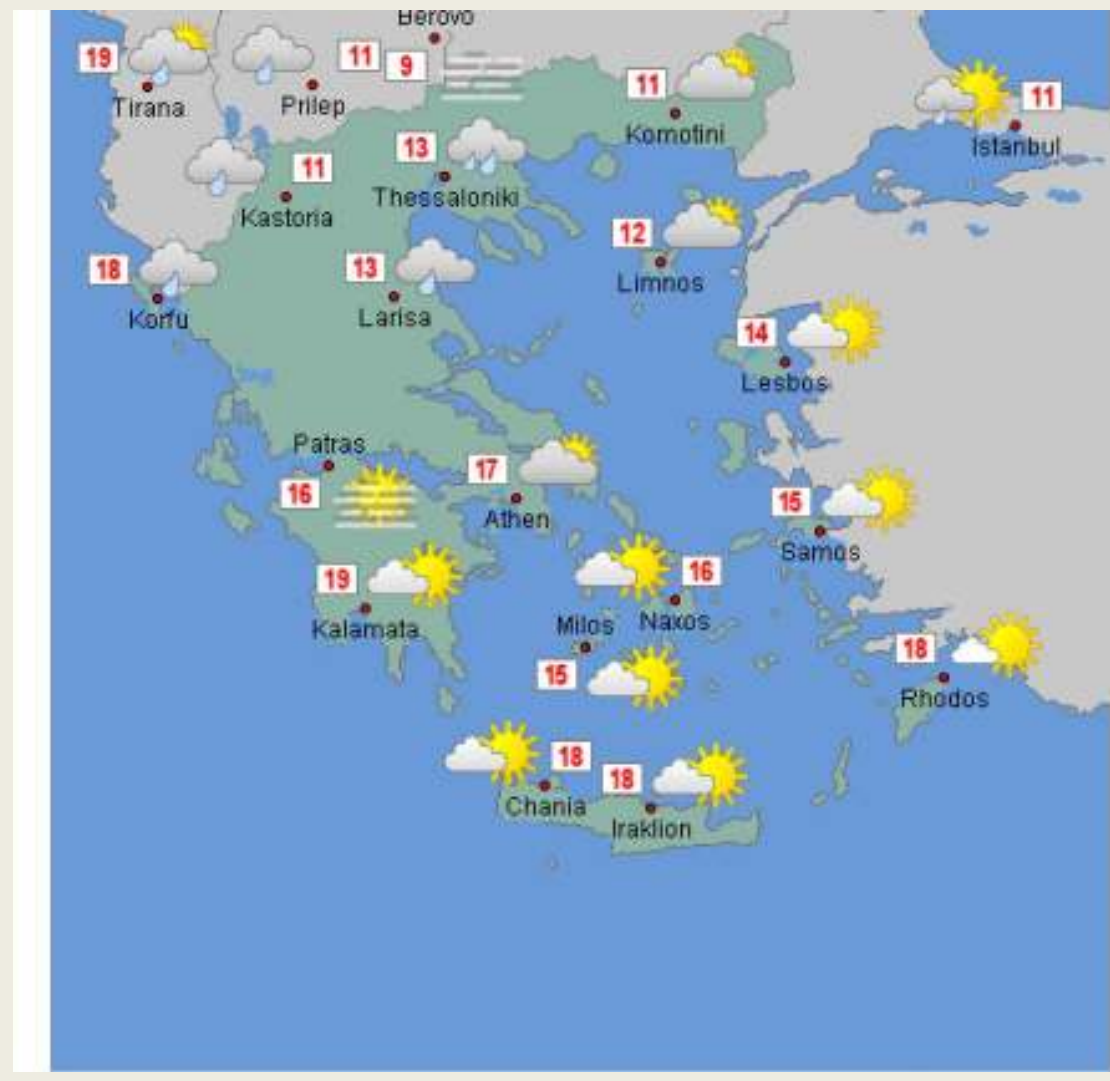 Berovo
19
11
9
Tirana
Prilep
11
Komotini
11
Istanbul
11
Kastoria
13
Thessaloniki
12
Limnos
18
Korfu
13
Larisa
14
Lesbos
Patras
16
17
Athen
15
Samos
19
Kalamata
16
Milos
Naxos
15
18
Rhodos
18
Chania
18
Iraklion